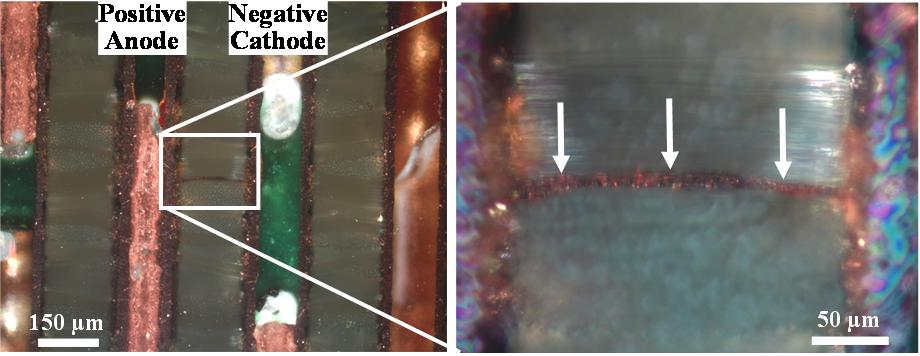 Positive
Anode
Negative
Cathode
150 µm
50 µm